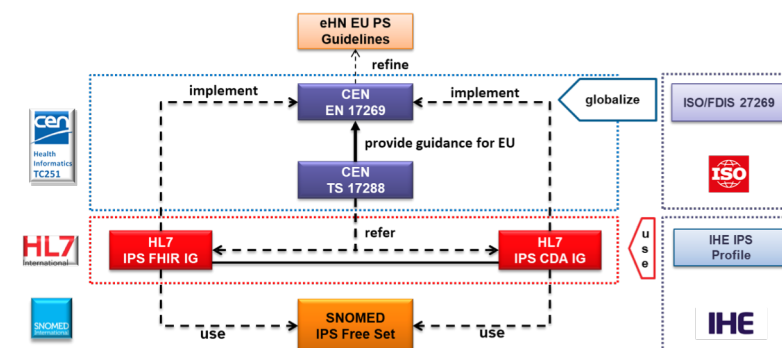 eHN EU PS
Guidelines
refine
implement
implement
CEN
EN 17269
globalize
ISO/FDIS 27269
cen
Health
Informatics
TC251
provide guidance for EU
CEN
TS 17288
ISO
refer
HL7
International
HL7
IPS FHIR IG
HL7
IPS CDA IG
use
IHE IPS
Profile
SNOMED
International
use
SNOMED
IPS Free Set
use
IHE